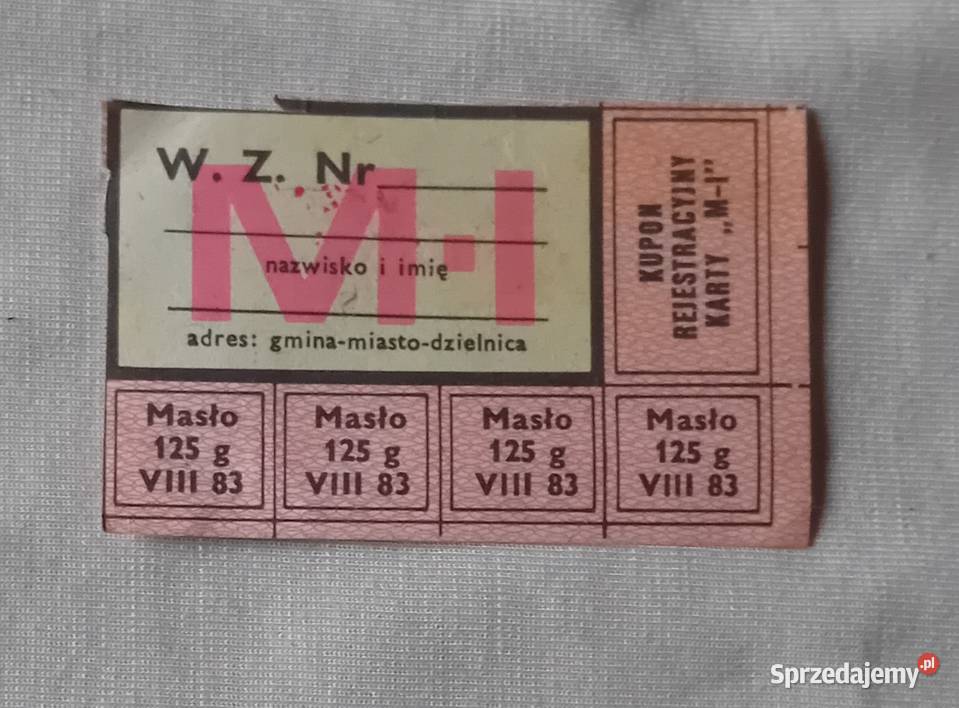 W. Z. Nr
M-I
nazwisko i imię
adres: gmina-miasto-dzielnica
KUPON
REJESTRACYJNY
KARTY „M-I”
Masło
125 g
VIII 83
Masło
125 g
VIII 83
Masło
125 g
VIII 83
Masło
125 g
VIII 83
Sprzedajemy.pl